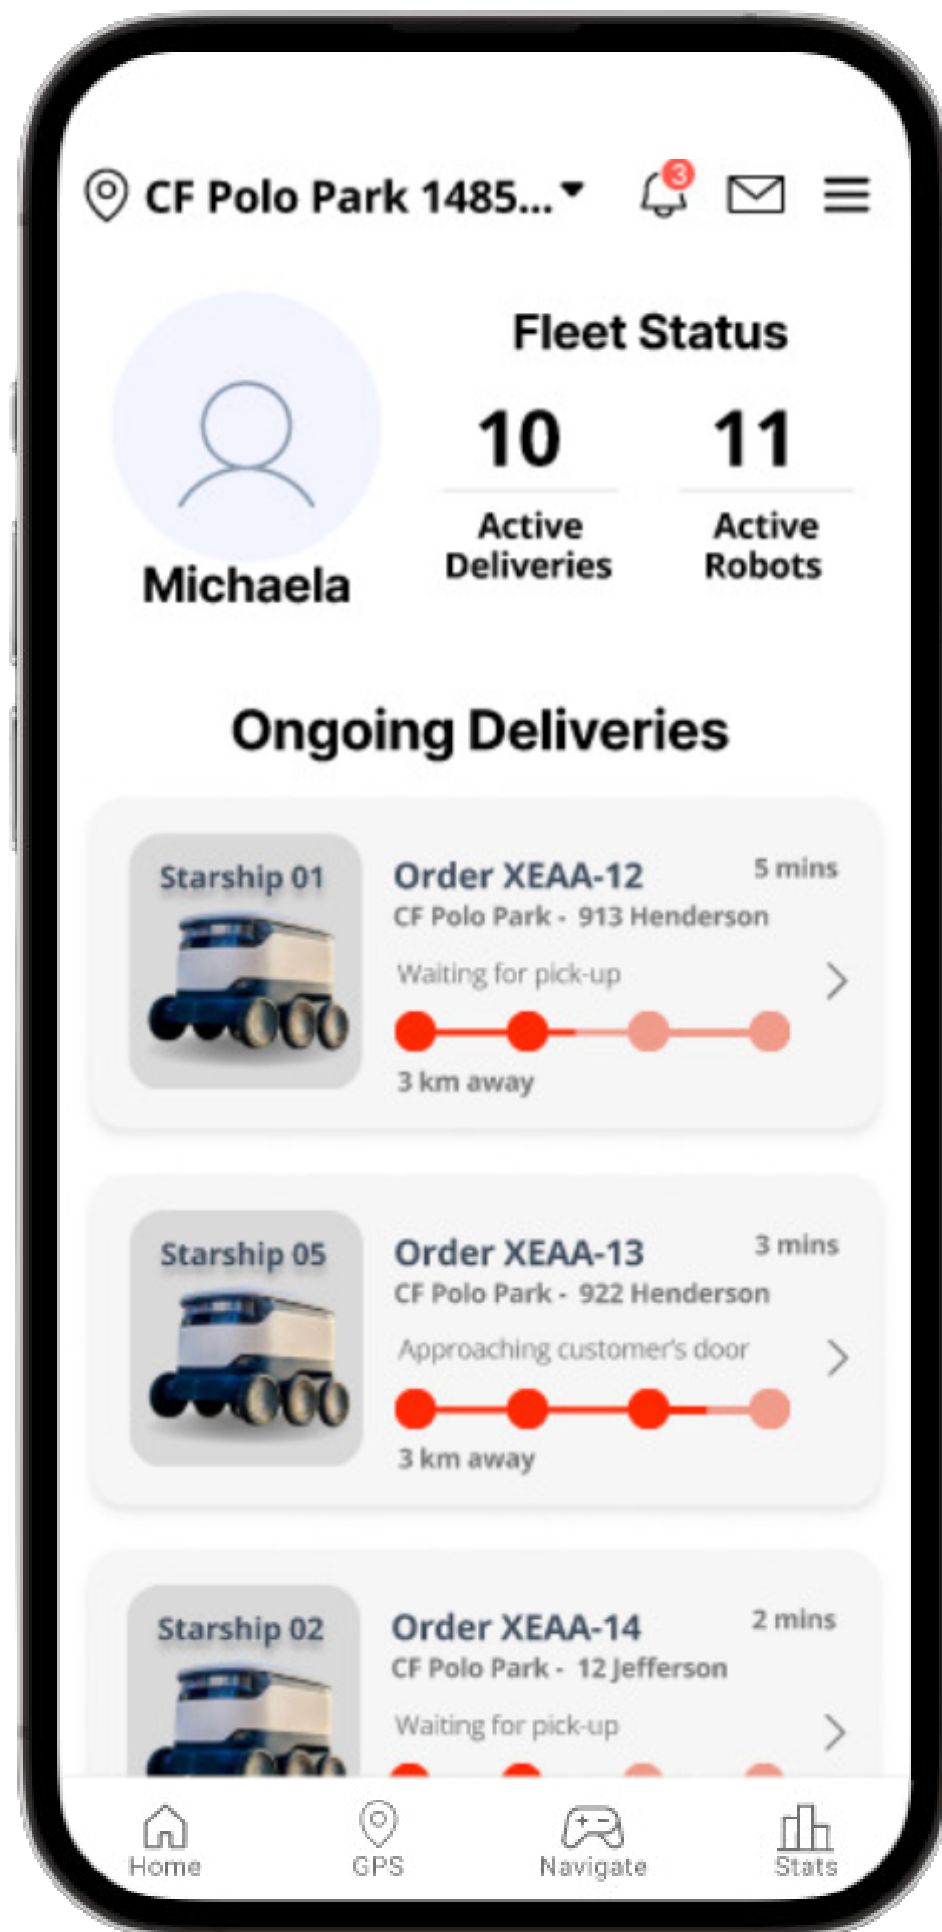 CF Polo Park 1485...
3
Fleet Status
10
11
Active
Deliveries
Active
Robots
Michaela
Ongoing Deliveries
Starship 01
Order XEAA-12
5 mins
CF Polo Park - 913 Henderson
Waiting for pick-up
3 km away
Starship 05
Order XEAA-13
3 mins
CF Polo Park - 922 Henderson
Approaching customer's door
3 km away
Starship 02
Order XEAA-14
2 mins
CF Polo Park - 12 Jefferson
Waiting for pick-up
Home
GPS
Navigate
Stats